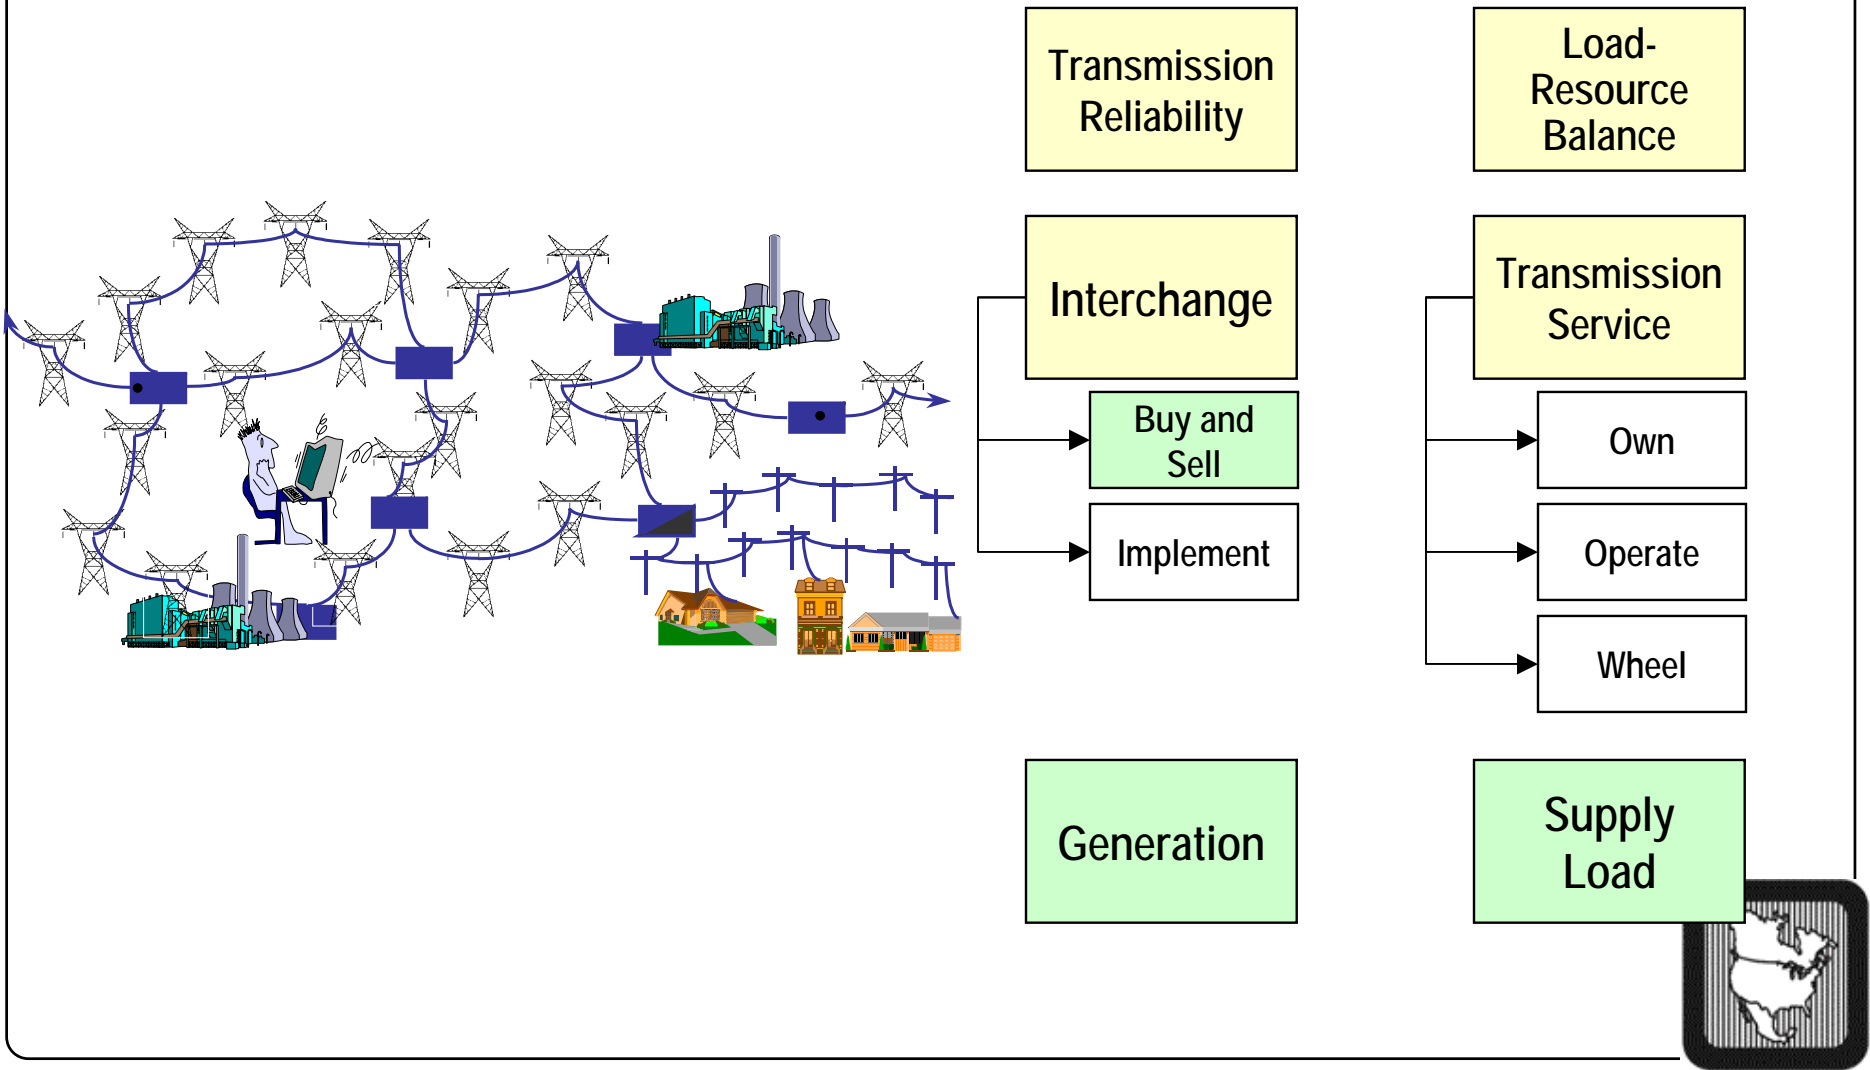 Transmission
Reliability
Load-
Resource
Balance
Interchange
Transmission
Service
Buy and
Sell
Own
Implement
Operate
Wheel
Generation
Supply
Load